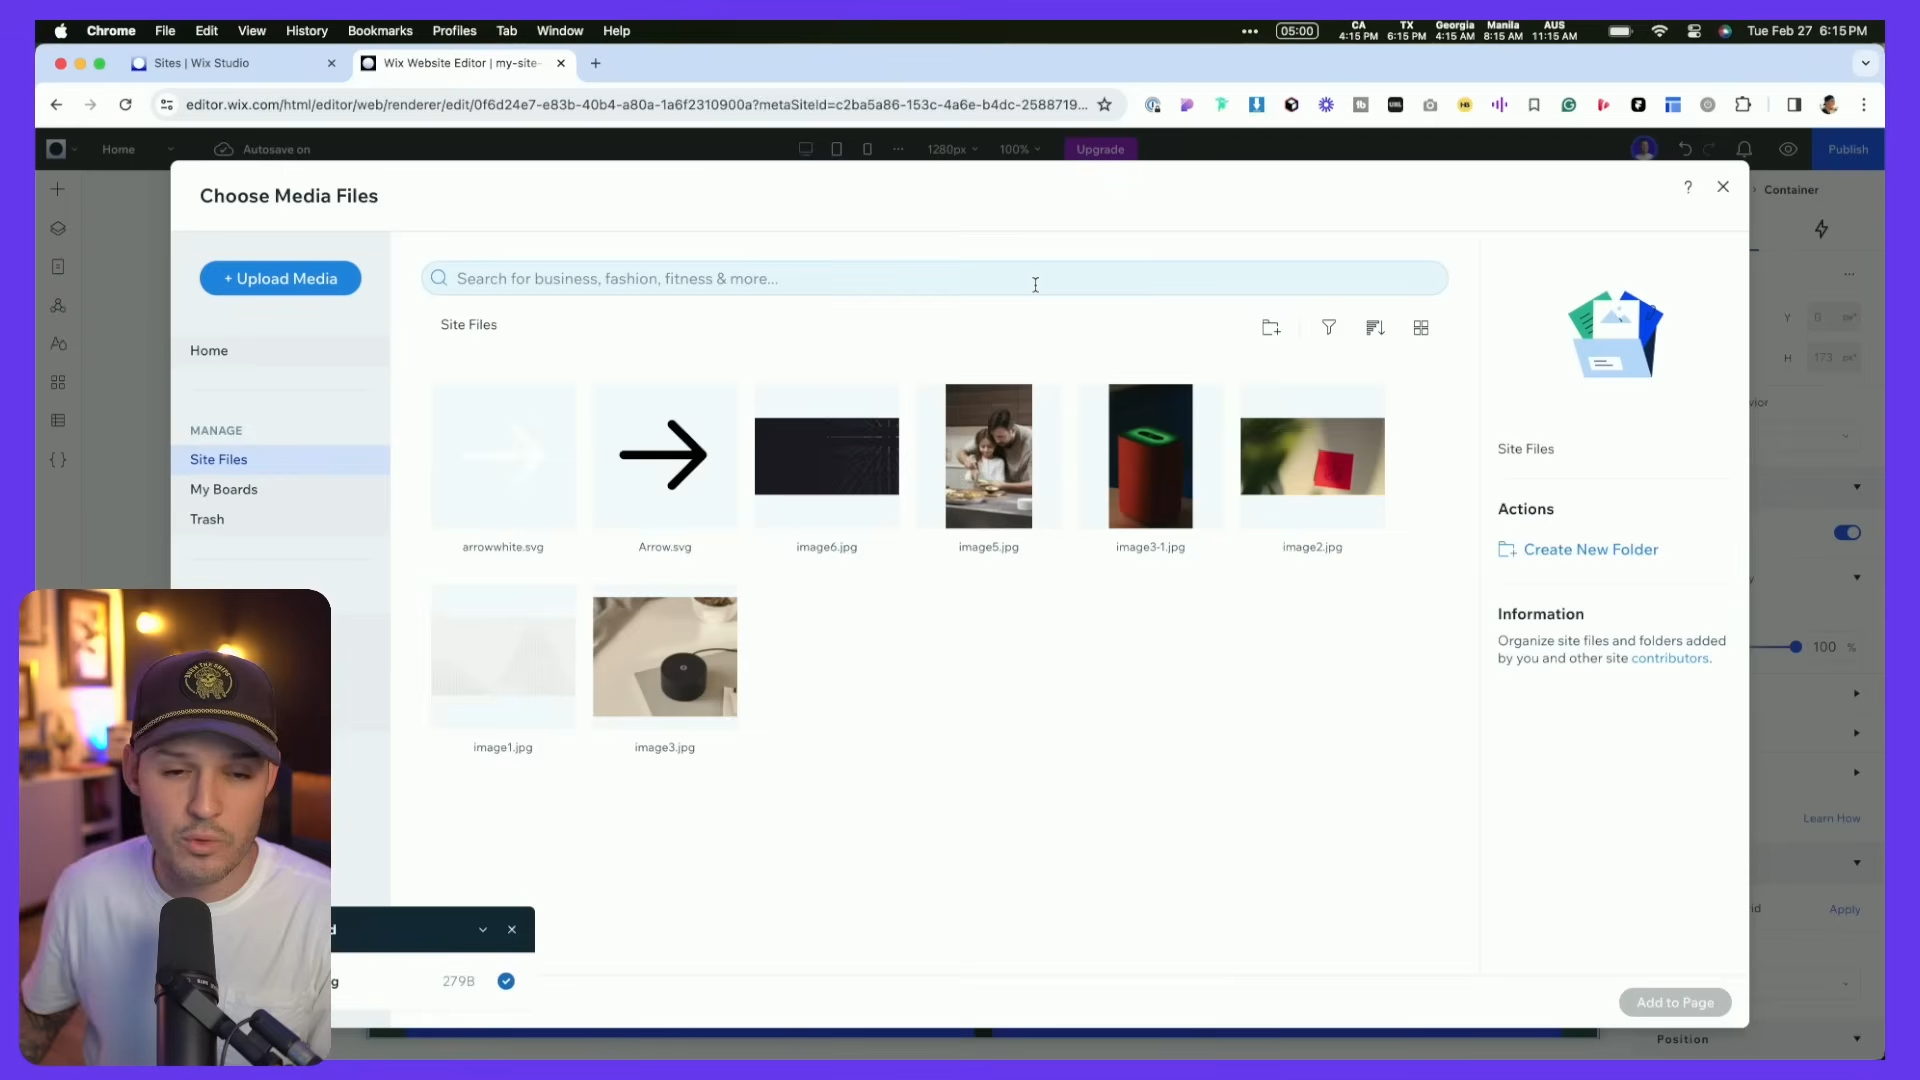 Chrome File Edit View History Bookmarks Profiles Tab Window Help
05:00
CA TX Georgia Manila AUS
4:15 PM 6:15 PM 4:15 AM 8:15 AM 11:15 AM
Tue Feb 27 6:15 PM
Sites | Wix Studio
Wix Website Editor | my-site-
editor.wix.com/html/editor/web/renderer/edit/0f6d24e7-e83b-40b4-a80a-1a6f2310900a?metaSiteId=c2ba5a86-153c-4a6e-b4dc-2588719...
Home
Autosave on
1280px
100%
Upgrade
Publish
Choose Media Files
?
Container
+ Upload Media
Search for business, fashion, fitness & more...
Home
MANAGE
Site Files
My Boards
Trash
Site Files
arrowwhite.svg
Arrow.svg
image6.jpg
image5.jpg
image3-1.jpg
image2.jpg
image1.jpg
image3.jpg
Site Files
Actions
Create New Folder
Information
Organize site files and folders added
by you and other site contributors.
Add to Page
d
g
279B
Y
H 173
vior
100 %
Learn How
id
Apply
Position